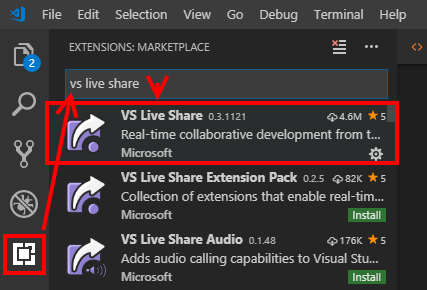 File Edit Selection View Go Debug Terminal Help
EXTENSIONS: MARKETPLACE
2
vs live share
VS Live Share 0.3.1121 4.6M 5
Real-time collaborative development from t...
Microsoft
VS Live Share Extension Pack 0.2.5 82K 5
Collection of extensions that enable real-tim...
Microsoft Install
VS Live Share Audio 0.1.48 176K 5
Adds audio calling capabilities to Visual Stu...
Microsoft Install